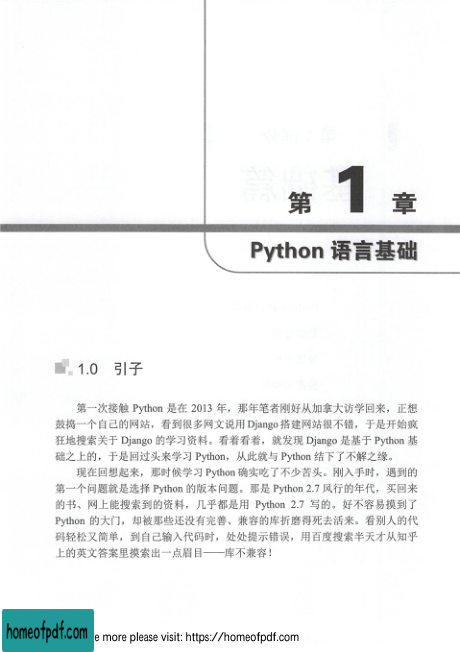 第 1 章
Python 语言基础
1.0 引子
第一次接触 Python 是在 2013 年，那年笔者刚好从加拿大访学回来，正想
鼓捣一个自己的网站，看到很多网文说用Django搭建网站很不错，于是开始疯
狂地搜索关于 Django 的学习资料。看着看着，就发现 Django 是基于 Python 基
础之上的，于是回过头来学习 Python，从此就与 Python 结下了不解之缘。
现在回想起来，那时候学习Python确实吃了不少苦头。刚入手时，遇到的
第一个问题就是选择 Python 的版本问题。那是 Python 2.7 风行的年代，买回来
的书、网上能搜索到的资料，几乎都是用 Python 2.7 写的。好不容易摸到了
Python 的大门，却被那些还没有完善、兼容的库折磨得死去活来。看别人的代
码轻松又简单，到自己输入代码时，处处提示错误，用百度搜索半天才从知乎
上的英文答案里摸索出一点眉目——库不兼容！
homeofpdf.com
e more please visit: https://homeofpdf.com